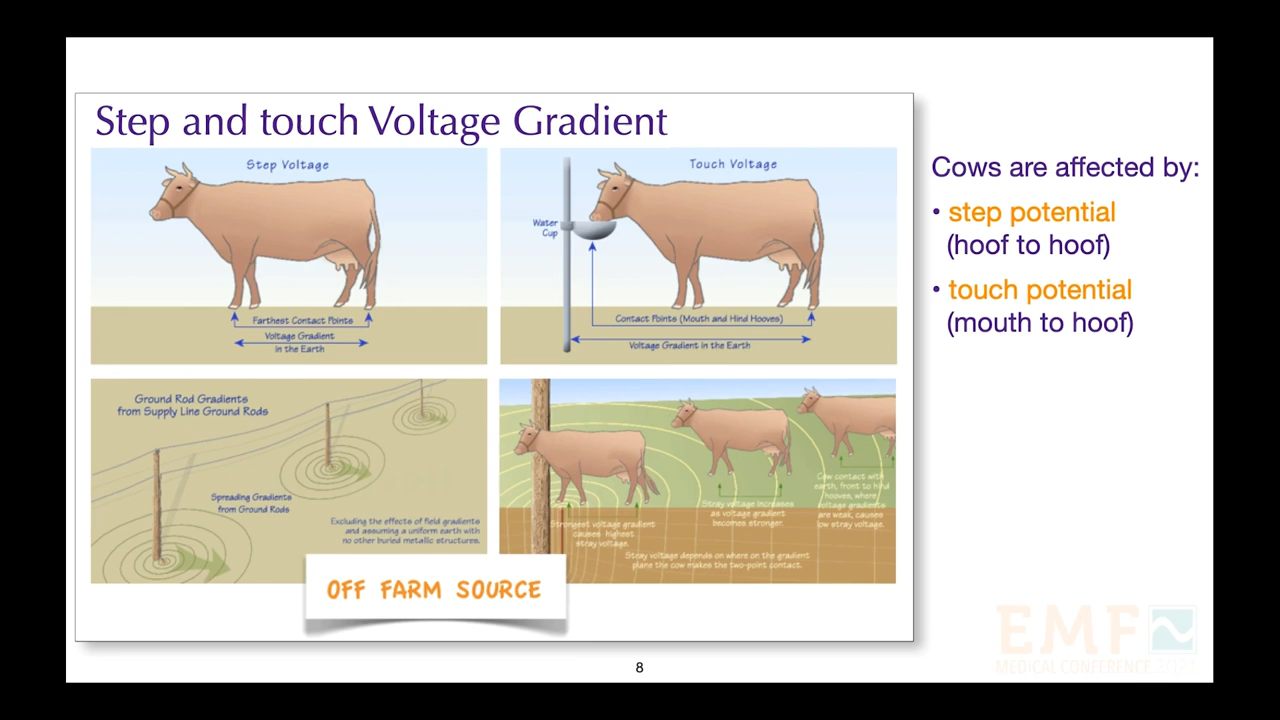 Step and touch Voltage Gradient
Step Voltage
Farthest Contact Points
Voltage Gradient
in the Earth
Touch Voltage
Water
Cup
Contact Points (Mouth and Hind Hooves)
Voltage Gradient in the Earth
Ground Rod Gradients
from Supply Line Ground Rods
Spreading Gradients
from Ground Rods
Excluding the effects of field gradients
and assuming a uniform earth with
no other buried metallic structures.
Strongest voltage gradient
causes highest
stray voltage.
Stray voltage increases
as voltage gradient
becomes stronger.
Cow contact with
earth, front to hind
hooves, where
voltage gradients
are weak, causes
low stray voltage.
Stray voltage depends on where on the gradient
plane the cow makes the two-point contact.
OFF FARM SOURCE
Cows are affected by:
• step potential
(hoof to hoof)
• touch potential
(mouth to hoof)
EMF
MEDICAL CONFERENCE 2021
8